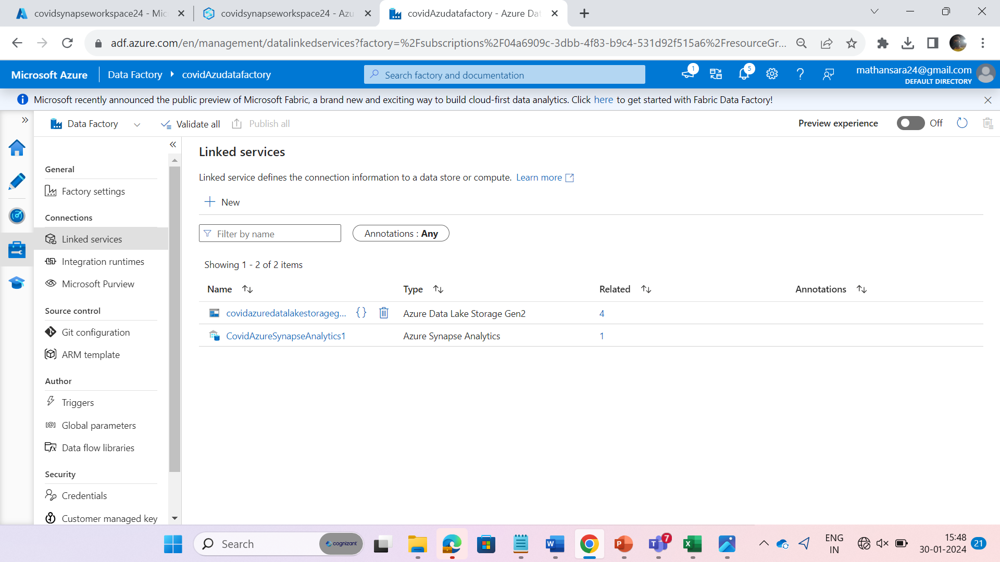 covidsynapseworkspace24 - Mic
covidsynapseworkspace24 - Azu
covidAzudatafactory - Azure Dat
adf.azure.com/en/management/datalinkedservices?factory=%2Fsubscriptions%2F04a6909c-3dbb-4f83-b9c4-531d92f515a6%2FresourceGr...
Microsoft Azure
Data Factory
covidAzudatafactory
Search factory and documentation
1
5
mathansara24@gmail.com
DEFAULT DIRECTORY
Microsoft recently announced the public preview of Microsoft Fabric, a brand new and exciting way to build cloud-first data analytics. Click here to get started with Fabric Data Factory!
Data Factory
Validate all
Publish all
Preview experience
Off
General
Factory settings
Connections
Linked services
Integration runtimes
Microsoft Purview
Source control
Git configuration
ARM template
Author
Triggers
Global parameters
Data flow libraries
Security
Credentials
Customer managed key
Linked services
Linked service defines the connection information to a data store or compute. Learn more
New
Filter by name
Annotations : Any
Showing 1 - 2 of 2 items
Name Type Related Annotations
covidazuredatalakestorageg... {} Azure Data Lake Storage Gen2 4
CovidAzureSynapseAnalytics1 Azure Synapse Analytics 1
Search
cognizant
7
ENG
IN
15:48
30-01-2024
21